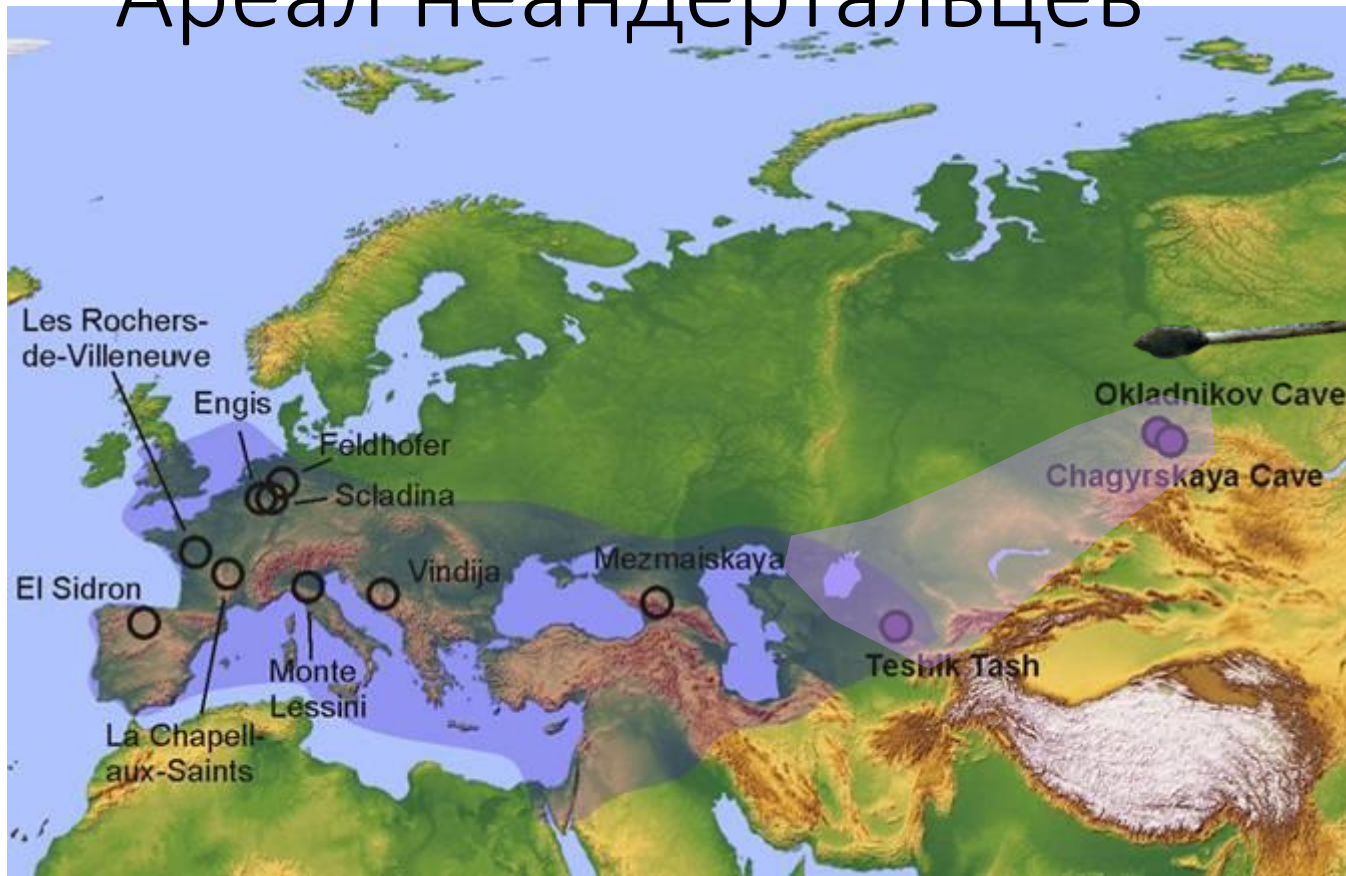 Ареал неандертальцев
Les Rochers-
de-Villeneuve
Engis
Feldhofer
Scladina
Okladnikov Cave
Chagyrskaya Cave
El Sidron
Vindija
Mezmaiskaya
Monte
Lessini
Teshik Tash
La Chapell-
aux-Saints